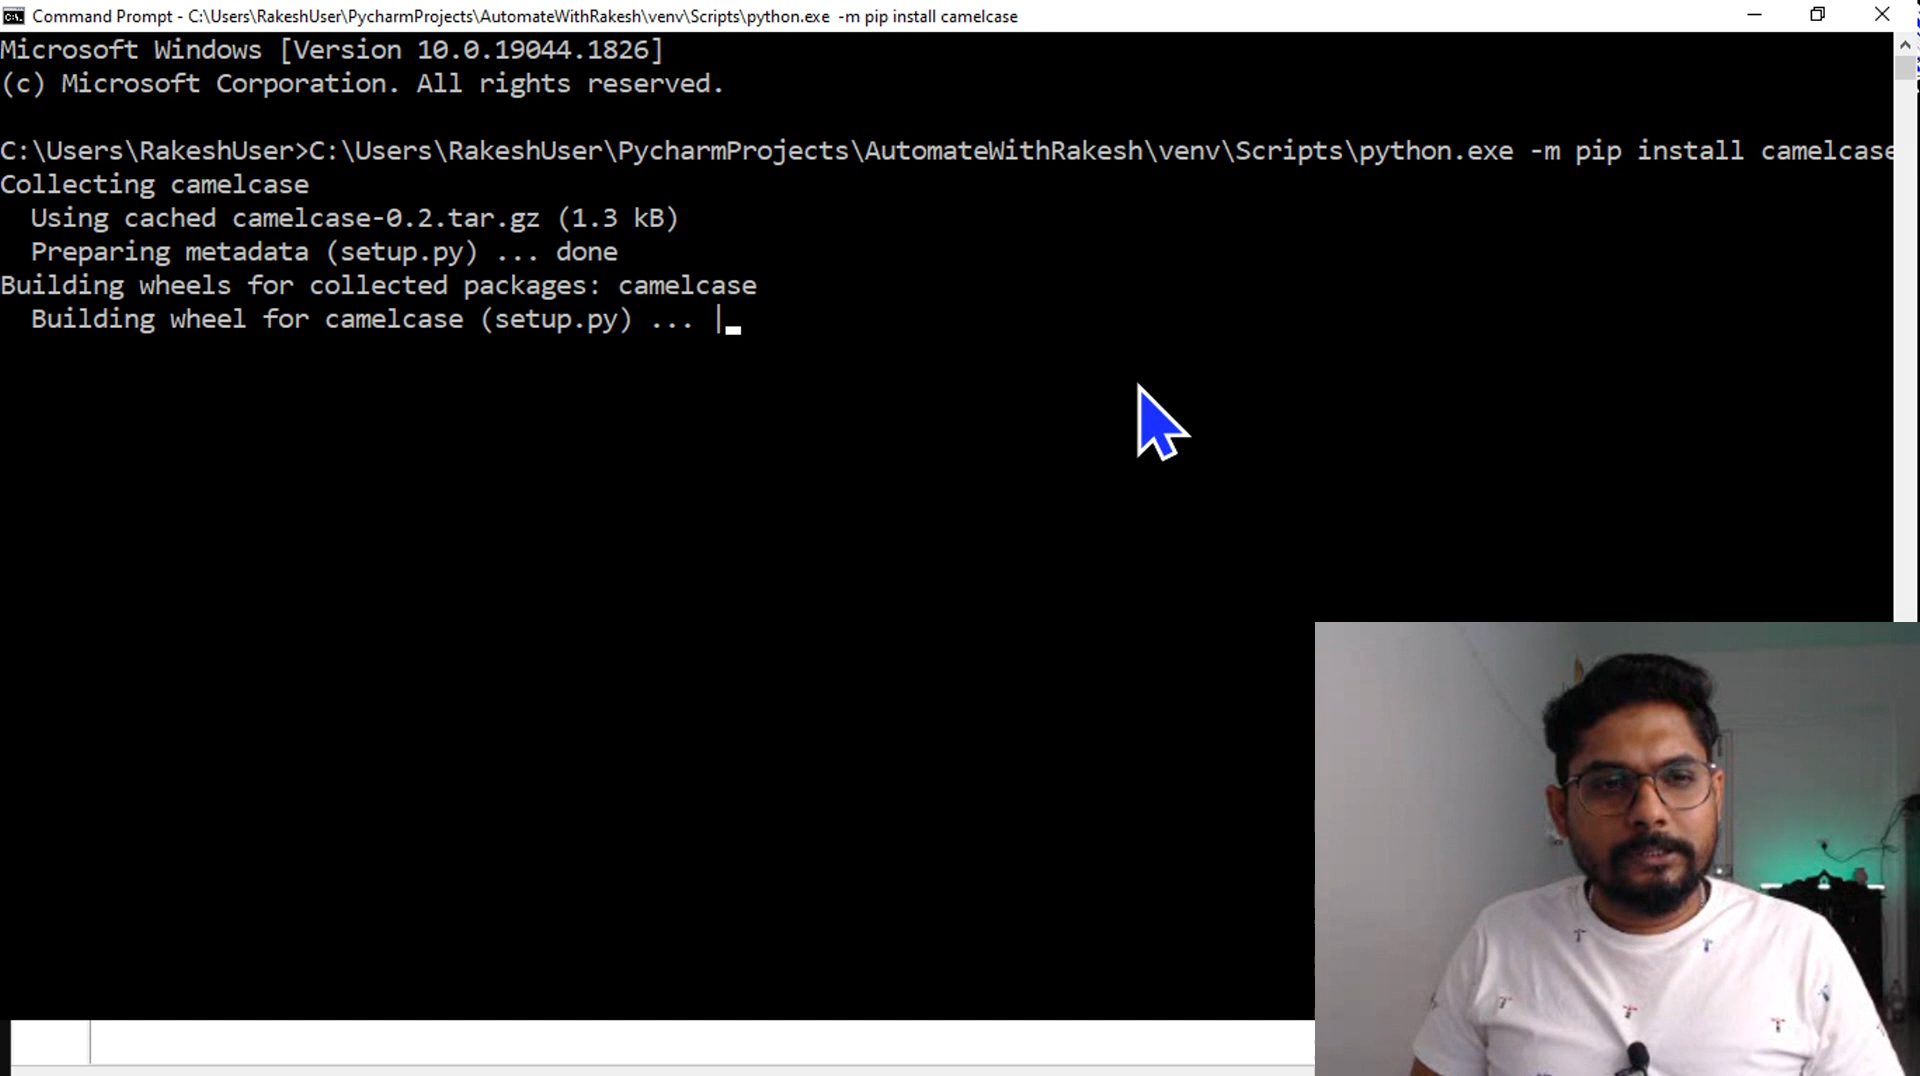 Command Prompt - C:\Users\RakeshUser\PycharmProjects\AutomateWithRakesh\venv\Scripts\python.exe  -m pip install camelcase
Microsoft Windows [Version 10.0.19044.1826]
(c) Microsoft Corporation. All rights reserved.
C:\Users\RakeshUser>C:\Users\RakeshUser\PycharmProjects\AutomateWithRakesh\venv\Scripts\python.exe -m pip install camelcase
Collecting camelcase
  Using cached camelcase-0.2.tar.gz (1.3 kB)
  Preparing metadata (setup.py) ... done
Building wheels for collected packages: camelcase
  Building wheel for camelcase (setup.py) ... |